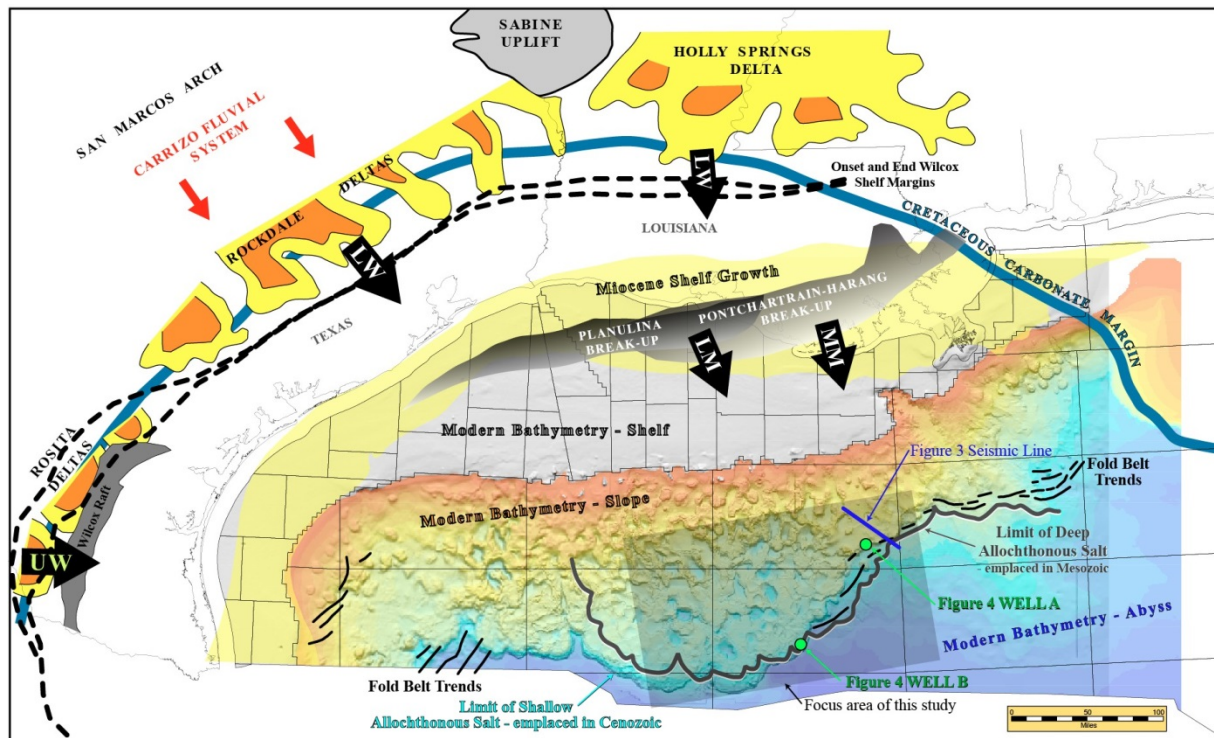 SABINE
UPLIFT
HOLLY SPRINGS
DELTA
SAN MARCOS ARCH
CARRIZO FLUVIAL
SYSTEM
ROCKDALE DELTAS
LW
LW
Onset and End Wilcox
Shelf Margins
LOUISIANA
TEXAS
CRETACEOUS CARBONATE MARGIN
Miocene Shelf Growth
PLANULINA
BREAK-UP
PONTCHARTRAIN-HARANG
BREAK-UP
LM
MM
ROSITA
DELTAS
Wilcox Raft
UW
Modern Bathymetry - Shelf
Figure 3 Seismic Line
Fold Belt
Trends
Modern Bathymetry - Slope
Limit of Deep
Allochthonous Salt
- emplaced in Mesozoic
Figure 4 WELL A
Modern Bathymetry - Abyss
Figure 4 WELL B
Fold Belt Trends
Limit of Shallow
Allochthonous Salt - emplaced in Cenozoic
Focus area of this study
0 50 100
Miles